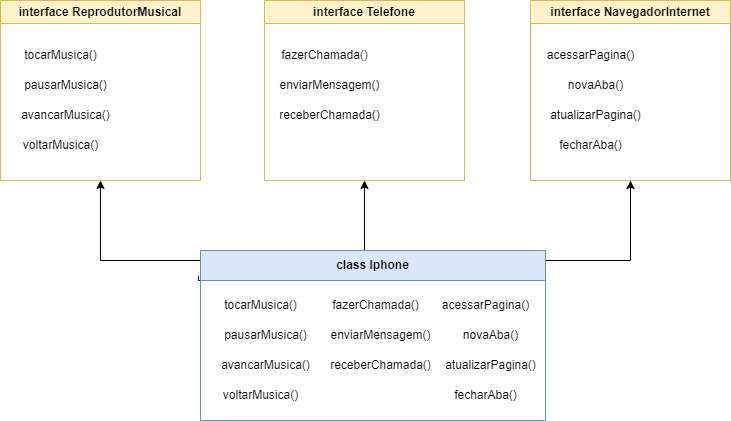 interface ReprodutorMusical
tocarMusica()
pausarMusica()
avancarMusica()
voltarMusica()
interface Telefone
fazerChamada()
enviarMensagem()
receberChamada()
interface NavegadorInternet
acessarPagina()
novaAba()
atualizarPagina()
fecharAba()
class Iphone
tocarMusica()
pausarMusica()
avancarMusica()
voltarMusica()
fazerChamada()
enviarMensagem()
receberChamada()
acessarPagina()
novaAba()
atualizarPagina()
fecharAba()